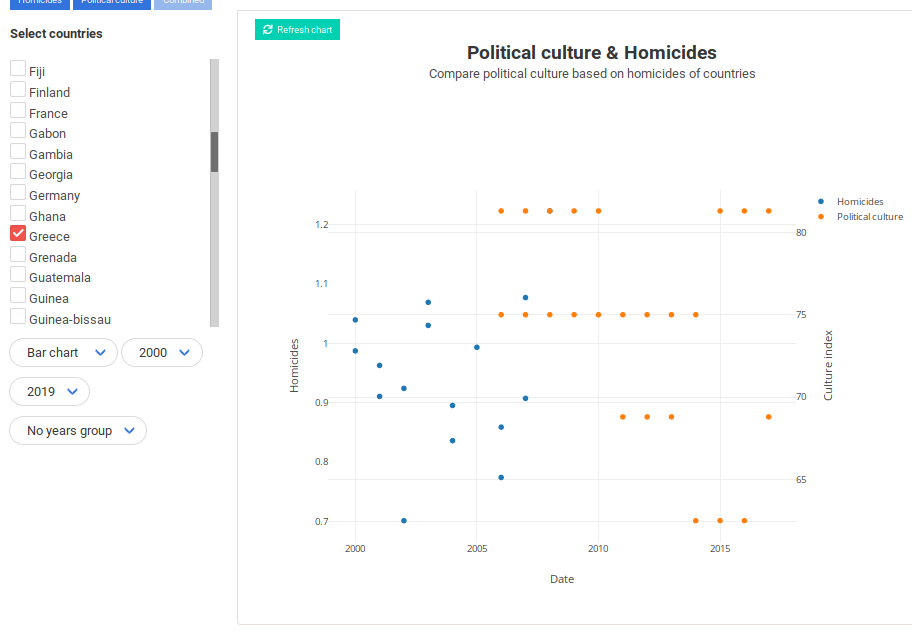 Homicides Political culture Combined
Select countries
Fiji
Finland
France
Gabon
Gambia
Georgia
Germany
Ghana
Greece
Grenada
Guatemala
Guinea
Guinea-bissau
Bar chart 2000
2019
No years group
Refresh chart
Political culture & Homicides
Compare political culture based on homicides of countries
Homicides
Political culture
1.2
1.1
1
0.9
0.8
0.7
Homicides
80
75
70
65
Culture index
2000 2005 2010 2015
Date